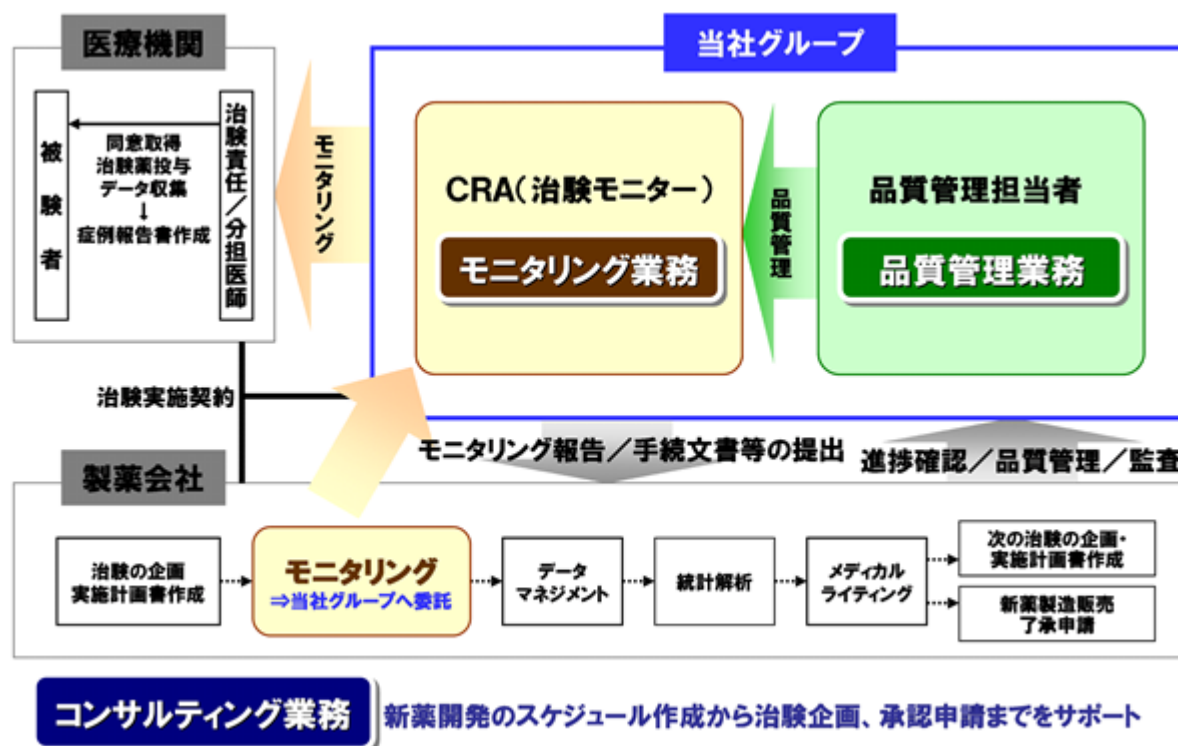 医療機関
被験者
同意取得
治験薬投与
データ収集
↓
症例報告書作成
治験責任／分担医師
モニタリング
当社グループ
CRA（治験モニター）
モニタリング業務
品質管理
品質管理担当者
品質管理業務
治験実施契約
モニタリング報告／手続文書等の提出
進捗確認／品質管理／監査
製薬会社
治験の企画
実施計画書作成
モニタリング
⇒当社グループへ委託
データ
マネジメント
統計解析
メディカル
ライティング
次の治験の企画・
実施計画書作成
新薬製造販売
了承申請
コンサルティング業務
新薬開発のスケジュール作成から治験企画、承認申請までをサポート